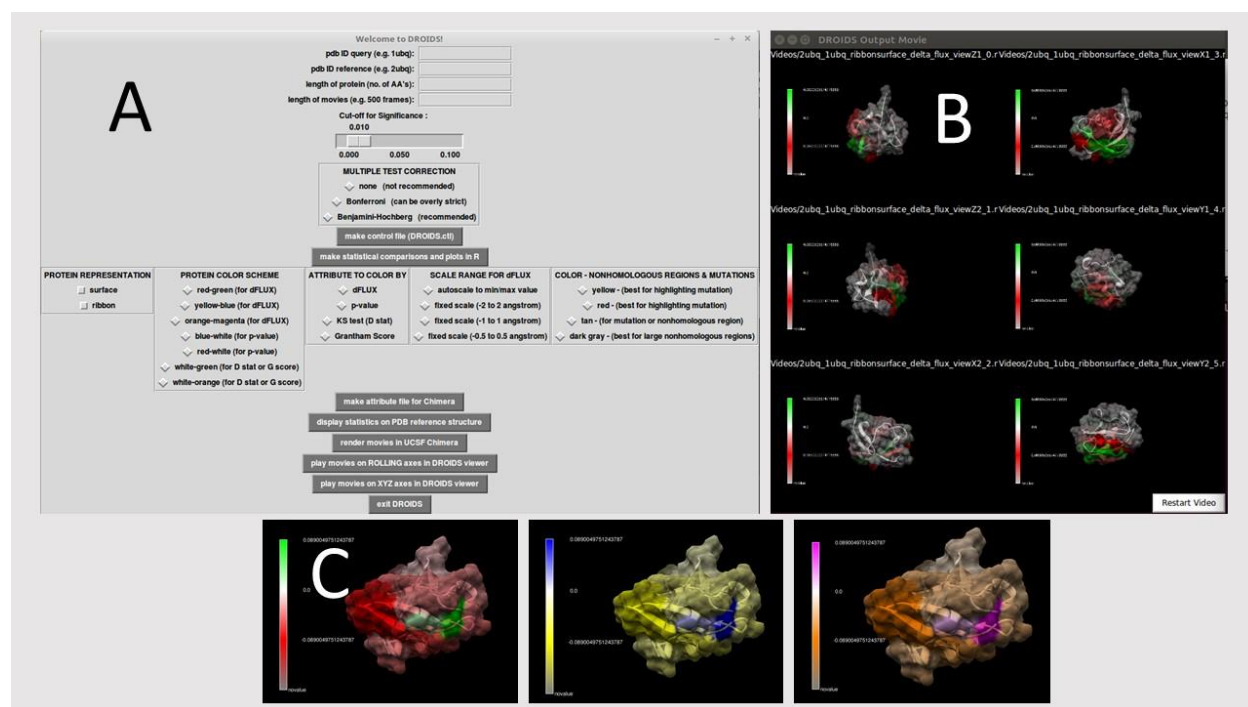 Welcome to DROIDS!
A
pdb ID query (e.g. 1ubq):
pdb ID reference (e.g. 2ubq):
length of protein (no. of AA's):
length of movies (e.g. 500 frames):
Cut-off for Significance :
0.010
0.000 0.050 0.100
MULTIPLE TEST CORRECTION
none (not recommended)
Bonferroni (can be overly strict)
Benjamini-Hochberg (recommended)
make control file (DROIDS.ctl)
make statistical comparisons and plots in R
PROTEIN REPRESENTATION
surface
ribbon
PROTEIN COLOR SCHEME
red-green (for dFLUX)
yellow-blue (for dFLUX)
orange-magenta (for dFLUX)
blue-white (for p-value)
red-white (for p-value)
white-green (for D stat or G score)
white-orange (for D stat or G score)
ATTRIBUTE TO COLOR BY
dFLUX
p-value
KS test (D stat)
Grantham Score
SCALE RANGE FOR dFLUX
autoscale to min/max value
fixed scale (-2 to 2 angstrom)
fixed scale (-1 to 1 angstrom)
fixed scale (-0.5 to 0.5 angstrom)
COLOR - NONHOMOLOGOUS REGIONS & MUTATIONS
yellow - (best for highlighting mutation)
red - (best for highlighting mutation)
tan - (for mutation or nonhomologous region)
dark gray - (best for large nonhomologous regions)
make attribute file for Chimera
display statistics on PDB reference structure
render movies in UCSF Chimera
play movies on ROLLING axes in DROIDS viewer
play movies on XYZ axes in DROIDS viewer
exit DROIDS
DROIDS Output Movie
Videos/2ubq_1ubq_ribbonsurface_delta_flux_viewZ1_0.r Videos/2ubq_1ubq_ribbonsurface_delta_flux_viewX1_3.r
B
Videos/2ubq_1ubq_ribbonsurface_delta_flux_viewZ2_1.r Videos/2ubq_1ubq_ribbonsurface_delta_flux_viewY1_4.r
Videos/2ubq_1ubq_ribbonsurface_delta_flux_viewX2_2.r Videos/2ubq_1ubq_ribbonsurface_delta_flux_viewY2_5.r
Restart Video
C
0.0890049751243787
0.0
-0.0890049751243787
novalue
0.0890049751243787
0.0
-0.0890049751243787
novalue
0.0890049751243787
0.0
-0.0890049751243787
novalue